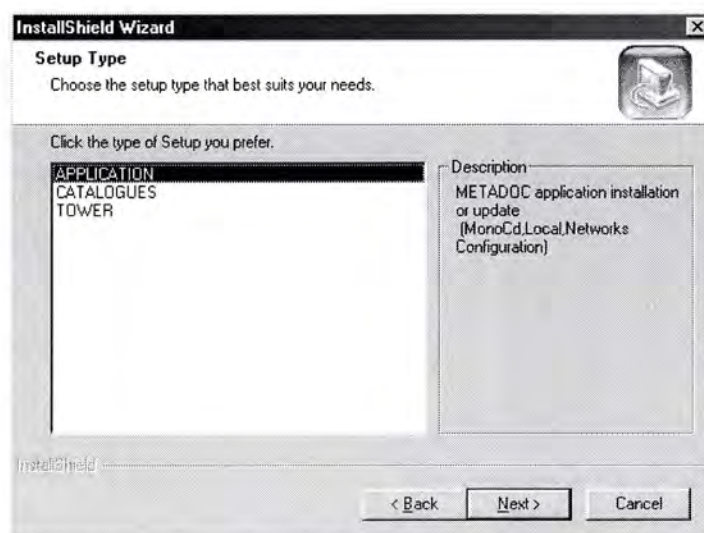 InstallShield Wizard
Setup Type
Choose the setup type that best suits your needs.
Click the type of Setup you prefer.
APPLICATION
CATALOGUES
TOWER
Description
METADOC application installation
or update
(MonoCd,Local,Networks
Configuration)
InstallShield
< Back
Next >
Cancel